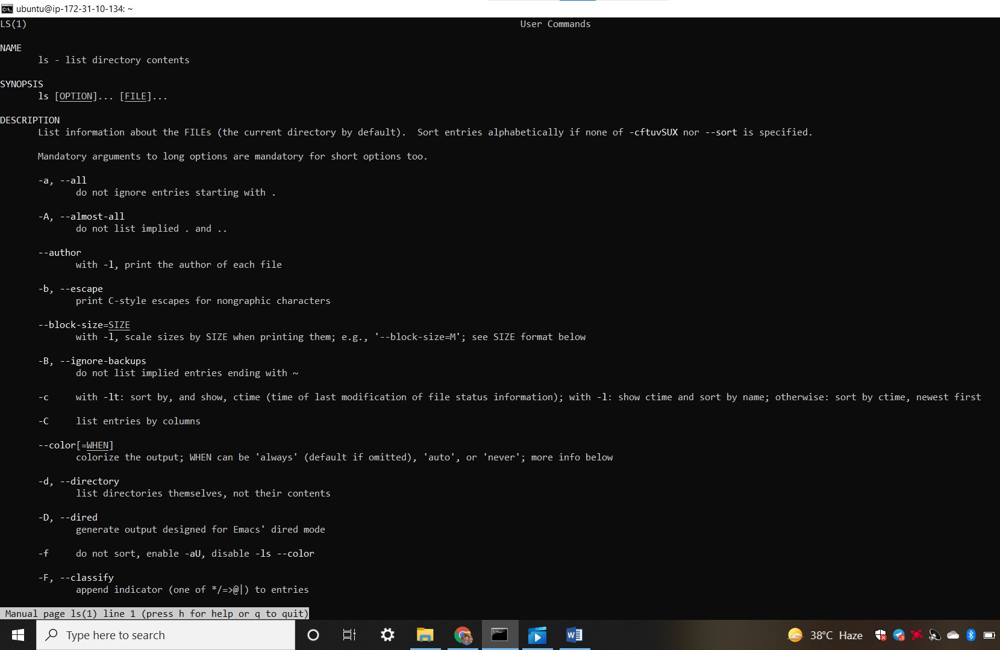 ubuntu@ip-172-31-10-134: ~
LS(1) User Commands
NAME
ls - list directory contents
SYNOPSIS
ls [OPTION]... [FILE]...
DESCRIPTION
List information about the FILEs (the current directory by default). Sort entries alphabetically if none of -cftuvSUX nor --sort is specified.
Mandatory arguments to long options are mandatory for short options too.
-a, --all
do not ignore entries starting with .
-A, --almost-all
do not list implied . and ..
--author
with -l, print the author of each file
-b, --escape
print C-style escapes for nongraphic characters
--block-size=SIZE
with -l, scale sizes by SIZE when printing them; e.g., '--block-size=M'; see SIZE format below
-B, --ignore-backups
do not list implied entries ending with ~
-c with -lt: sort by, and show, ctime (time of last modification of file status information); with -l: show ctime and sort by name; otherwise: sort by ctime, newest first
-C list entries by columns
--color[=WHEN]
colorize the output; WHEN can be 'always' (default if omitted), 'auto', or 'never'; more info below
-d, --directory
list directories themselves, not their contents
-D, --dired
generate output designed for Emacs' dired mode
-f do not sort, enable -aU, disable -ls --color
-F, --classify
append indicator (one of */=>@|) to entries
Manual page ls(1) line 1 (press h for help or q to quit)
Type here to search
38°C Haze